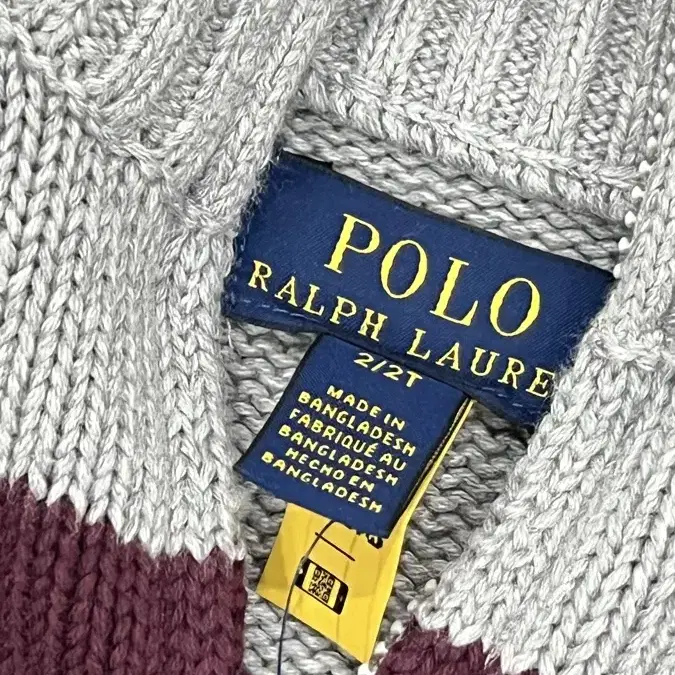 POLO
RALPH LAURE
2/2T
MADE IN
BANGLADESH
FABRIQUÉ AU
BANGLADESH
HECHO EN
BANGLADESH